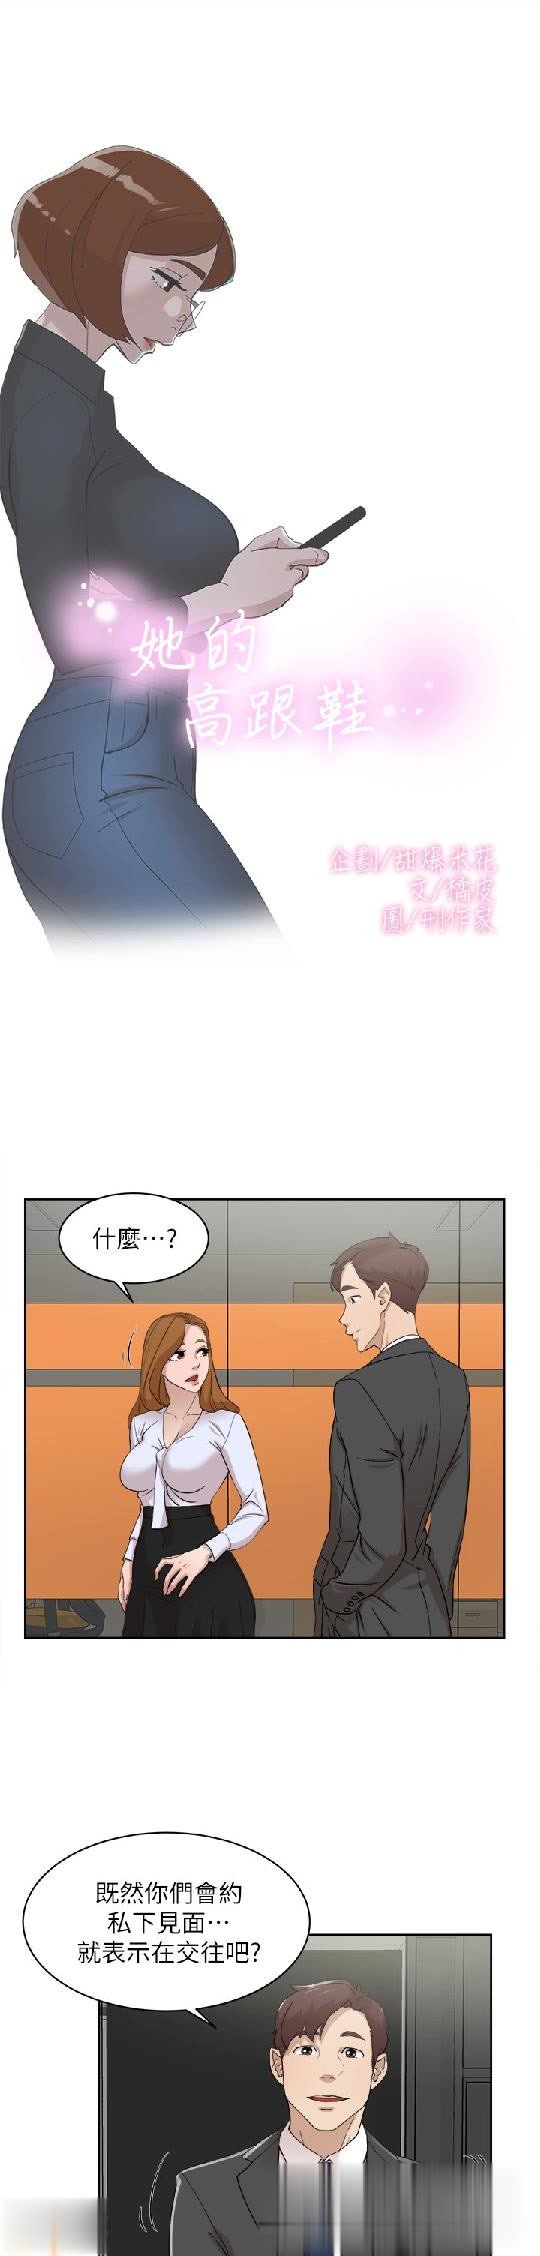 她的
高跟鞋…
企劃/甜爆米花
文/橘皮
圖/刑作家
什麼…?
既然你們會約
私下見面…
就表示在交往吧?